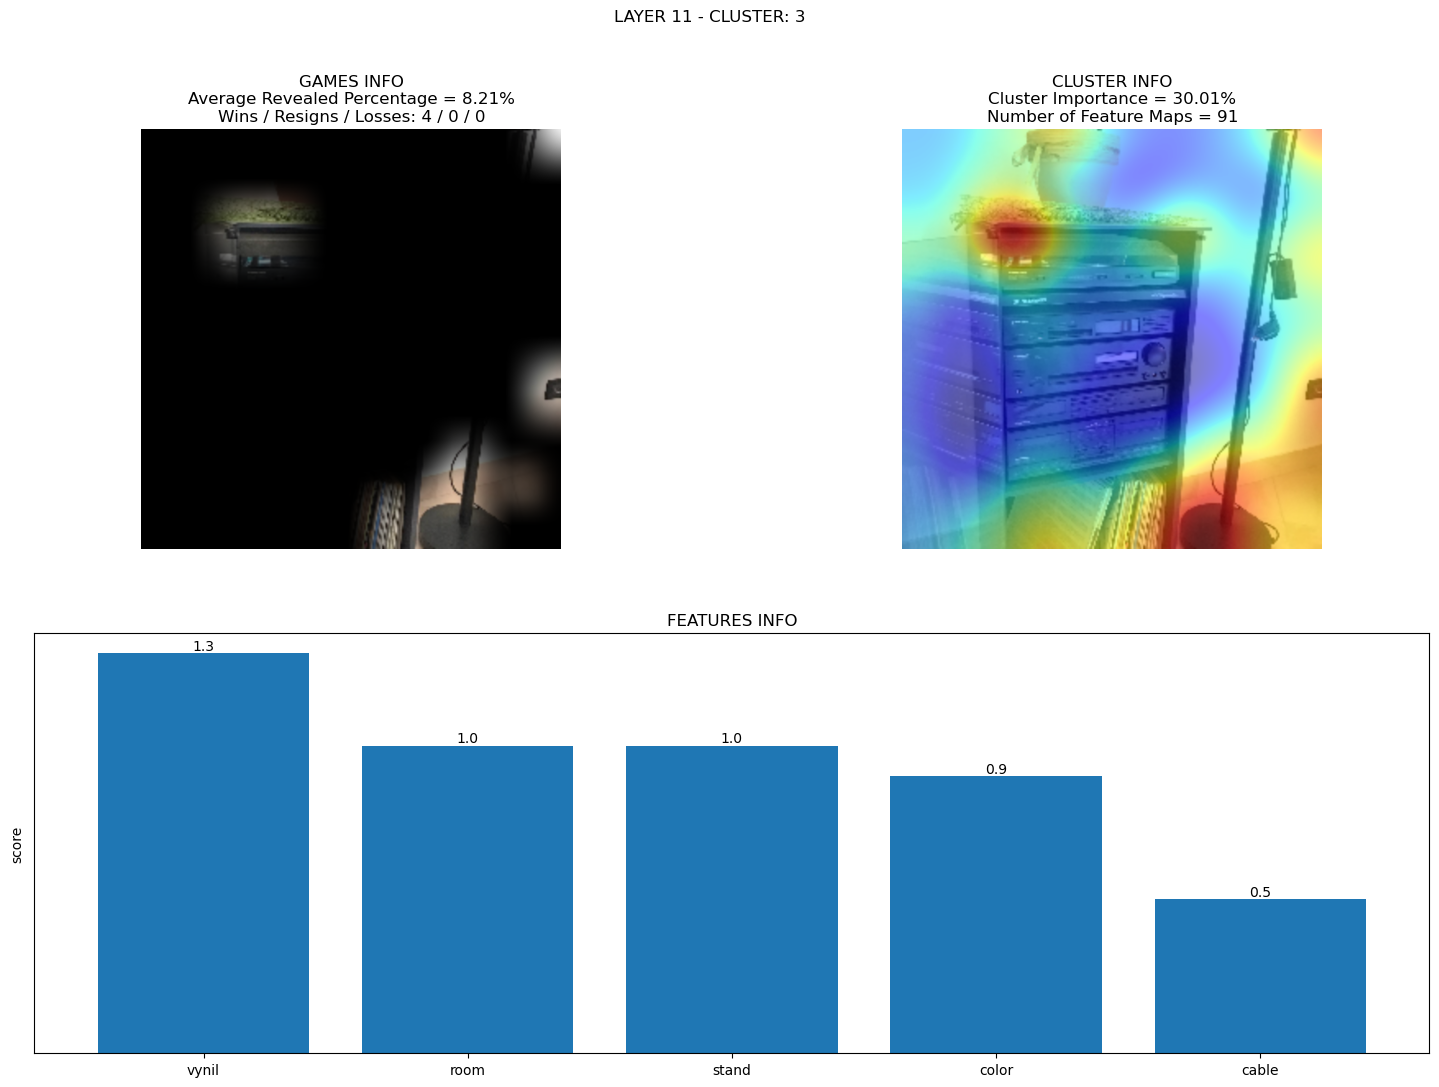 LAYER 11 - CLUSTER: 3
GAMES INFO
Average Revealed Percentage = 8.21%
Wins / Resigns / Losses: 4 / 0 / 0
CLUSTER INFO
Cluster Importance = 30.01%
Number of Feature Maps = 91
FEATURES INFO
score
1.3
1.0
1.0
0.9
0.5
vynil
room
stand
color
cable